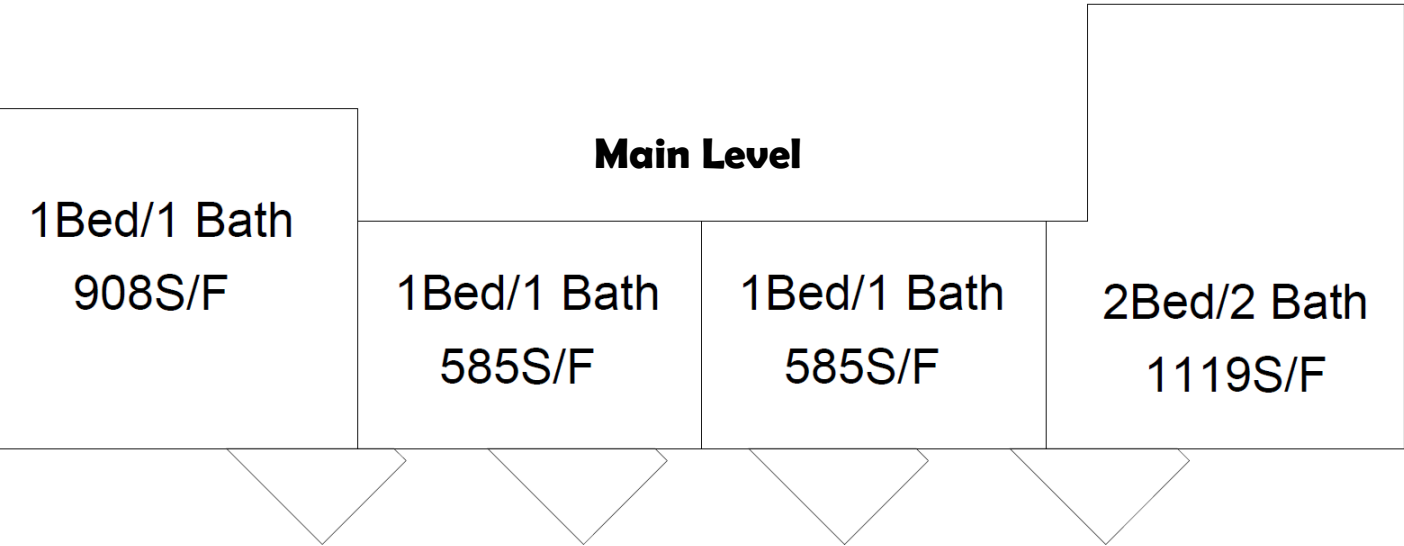 Main Level
1Bed/1 Bath
908S/F
1Bed/1 Bath
585S/F
1Bed/1 Bath
585S/F
2Bed/2 Bath
1119S/F